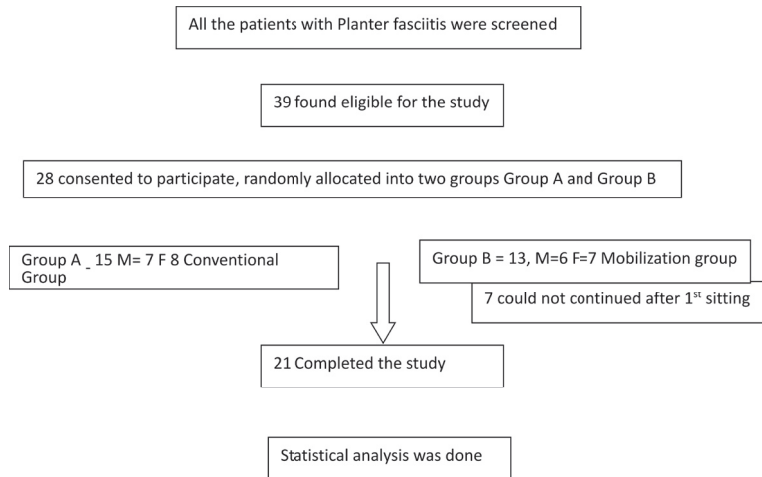 All the patients with Planter fasciitis were screened
39 found eligible for the study
28 consented to participate, randomly allocated into two groups Group A and Group B
Group A - 15 M= 7 F 8 Conventional
Group
Group B = 13, M=6 F=7 Mobilization group
7 could not continued after 1st sitting
21 Completed the study
Statistical analysis was done